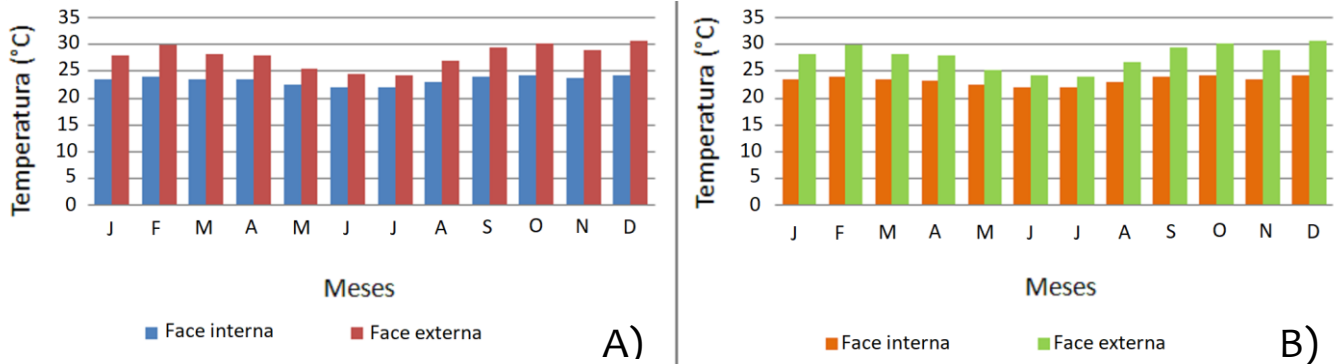 Temperatura (°C)
35
30
25
20
15
10
5
0
J F M A M J J A S O N D
Meses
Face interna Face externa
A)
Temperatura (°C)
35
30
25
20
15
10
5
0
J F M A M J J A S O N D
Meses
Face interna Face externa
B)